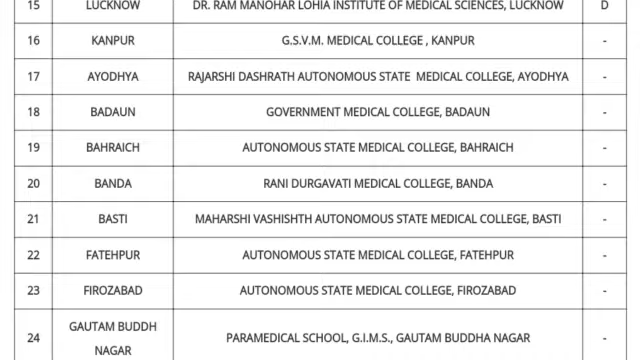 15 LUCKNOW DR. RAM MANOHAR LOHIA INSTITUTE OF MEDICAL SCIENCES, LUCKNOW D
16 KANPUR G.S.V.M. MEDICAL COLLEGE , KANPUR -
17 AYODHYA RAJARSHI DASHRATH AUTONOMOUS STATE MEDICAL COLLEGE, AYODHYA -
18 BADAUN GOVERNMENT MEDICAL COLLEGE, BADAUN -
19 BAHRAICH AUTONOMOUS STATE MEDICAL COLLEGE, BAHRAICH -
20 BANDA RANI DURGAVATI MEDICAL COLLEGE, BANDA -
21 BASTI MAHARSHI VASHISHTH AUTONOMOUS STATE MEDICAL COLLEGE, BASTI -
22 FATEHPUR AUTONOMOUS STATE MEDICAL COLLEGE, FATEHPUR -
23 FIROZABAD AUTONOMOUS STATE MEDICAL COLLEGE, FIROZABAD -
24 GAUTAM BUDDH NAGAR PARAMEDICAL SCHOOL, G.I.M.S., GAUTAM BUDDHA NAGAR -